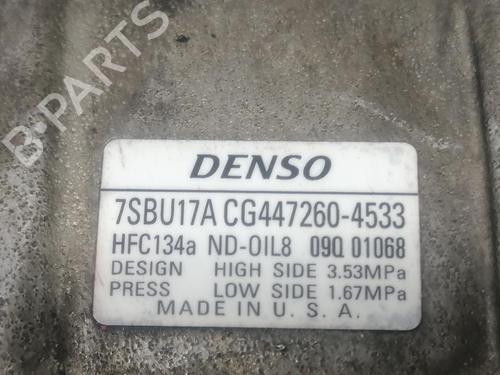 DENSO
7SBU17A CG447260-4533
HFC134a ND-OIL8 09Q 01068
DESIGN HIGH SIDE 3.53MPa
PRESS LOW SIDE 1.67MPa
MADE IN U.S.A.
B-PARTS